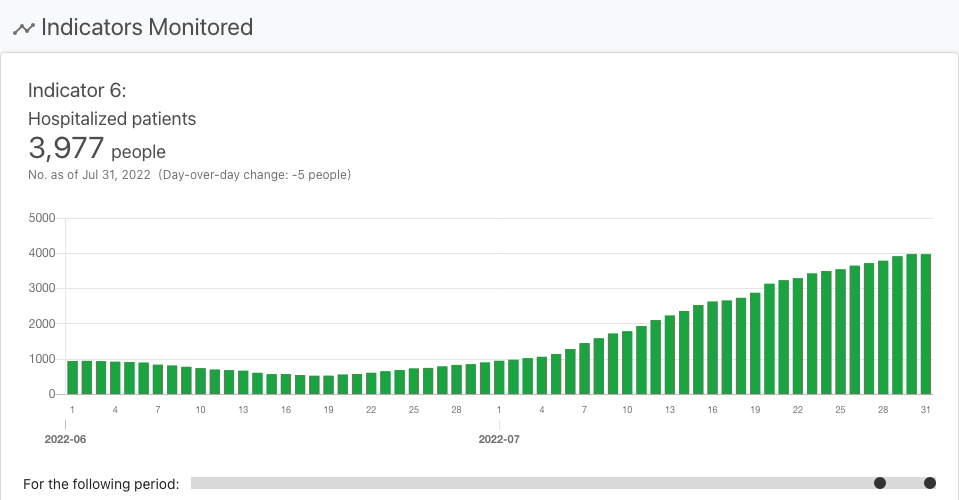 Indicators Monitored
Indicator 6:
Hospitalized patients
3,977 people
No. as of Jul 31, 2022 (Day-over-day change: -5 people)
5000
4000
3000
2000
1000
0
1 4 7 10 13 16 19 22 25 28 1 4 7 10 13 16 19 22 25 28 31
2022-06 2022-07
For the following period: